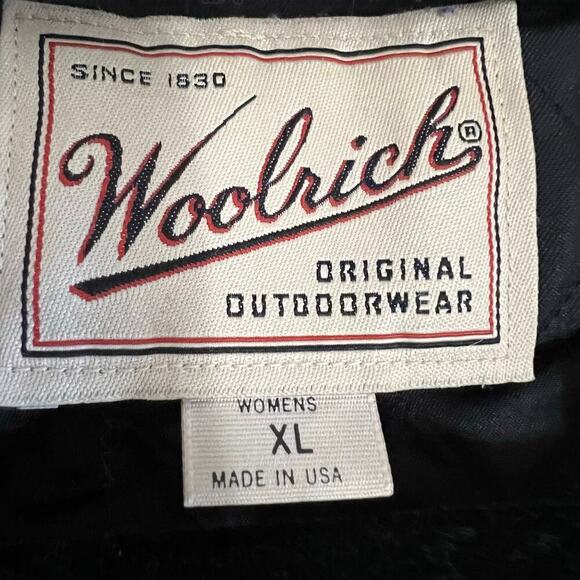 SINCE 1830
Woolrich®
ORIGINAL
OUTDOORWEAR
WOMENS
XL
MADE IN USA